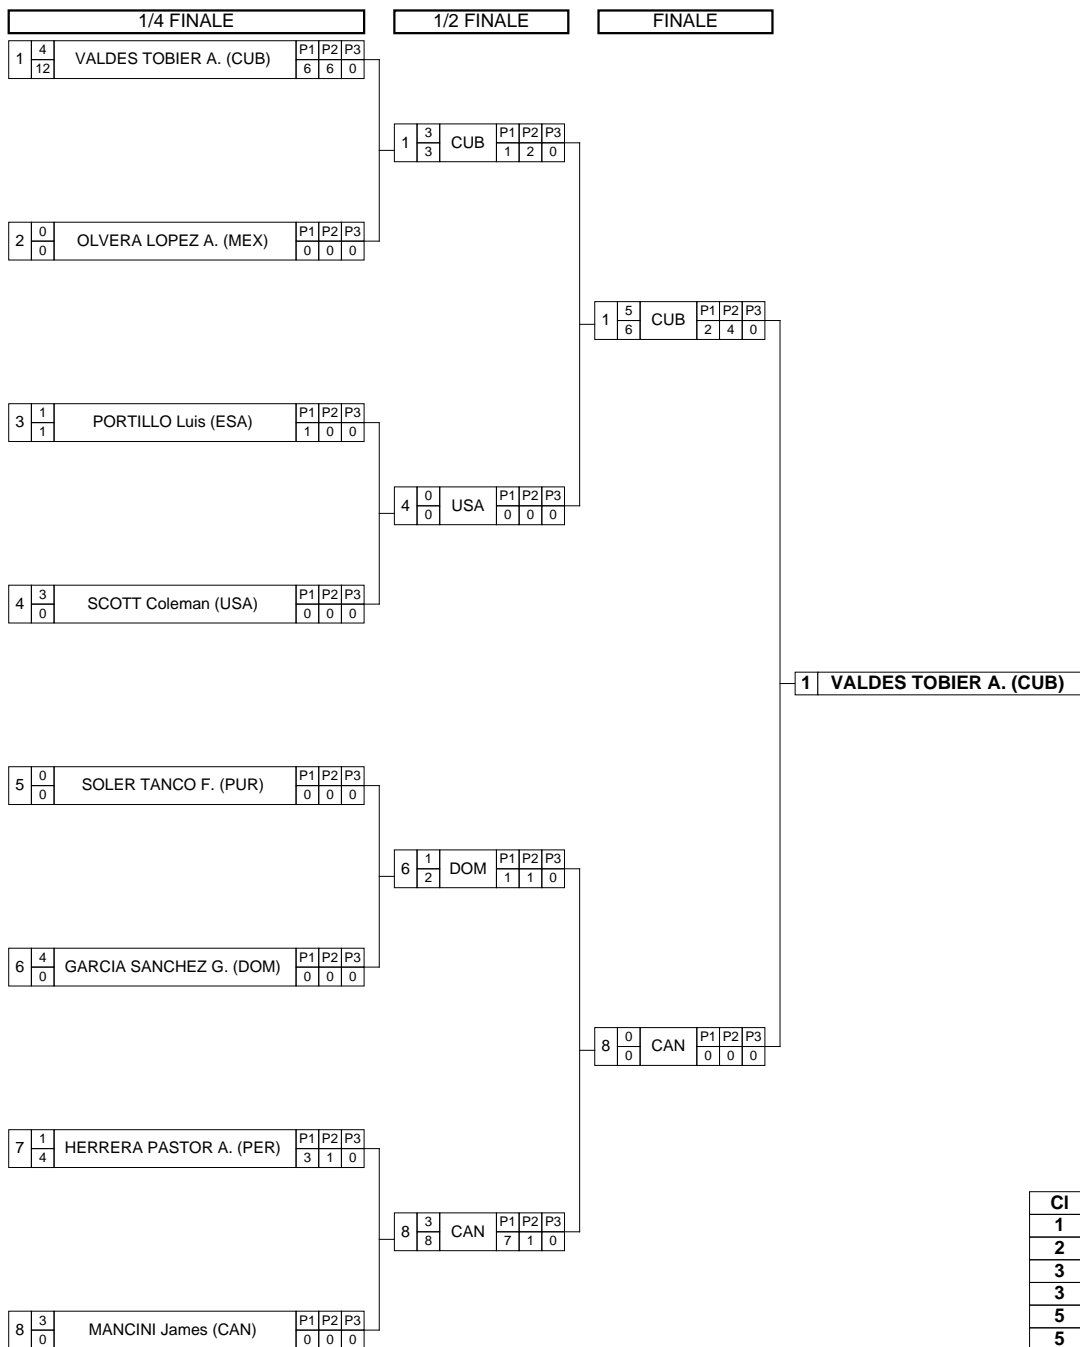 1/4 FINALE 1/2 FINALE FINALE
1 4 12 VALDES TOBIER A. (CUB) P1 P2 P3 6 6 0
1 3 3 CUB P1 P2 P3 1 2 0
2 0 0 OLVERA LOPEZ A. (MEX) P1 P2 P3 0 0 0
1 5 6 CUB P1 P2 P3 2 4 0
3 1 1 PORTILLO Luis (ESA) P1 P2 P3 1 0 0
4 0 0 USA P1 P2 P3 0 0 0
4 3 0 SCOTT Coleman (USA) P1 P2 P3 0 0 0
1 VALDES TOBIER A. (CUB)
5 0 0 SOLER TANCO F. (PUR) P1 P2 P3 0 0 0
6 1 2 DOM P1 P2 P3 1 1 0
6 4 0 GARCIA SANCHEZ G. (DOM) P1 P2 P3 0 0 0
8 0 0 CAN P1 P2 P3 0 0 0
7 1 4 HERRERA PASTOR A. (PER) P1 P2 P3 3 1 0
8 3 8 CAN P1 P2 P3 7 1 0
8 3 0 MANCINI James (CAN) P1 P2 P3 0 0 0
Cl
1
2
3
3
5
5